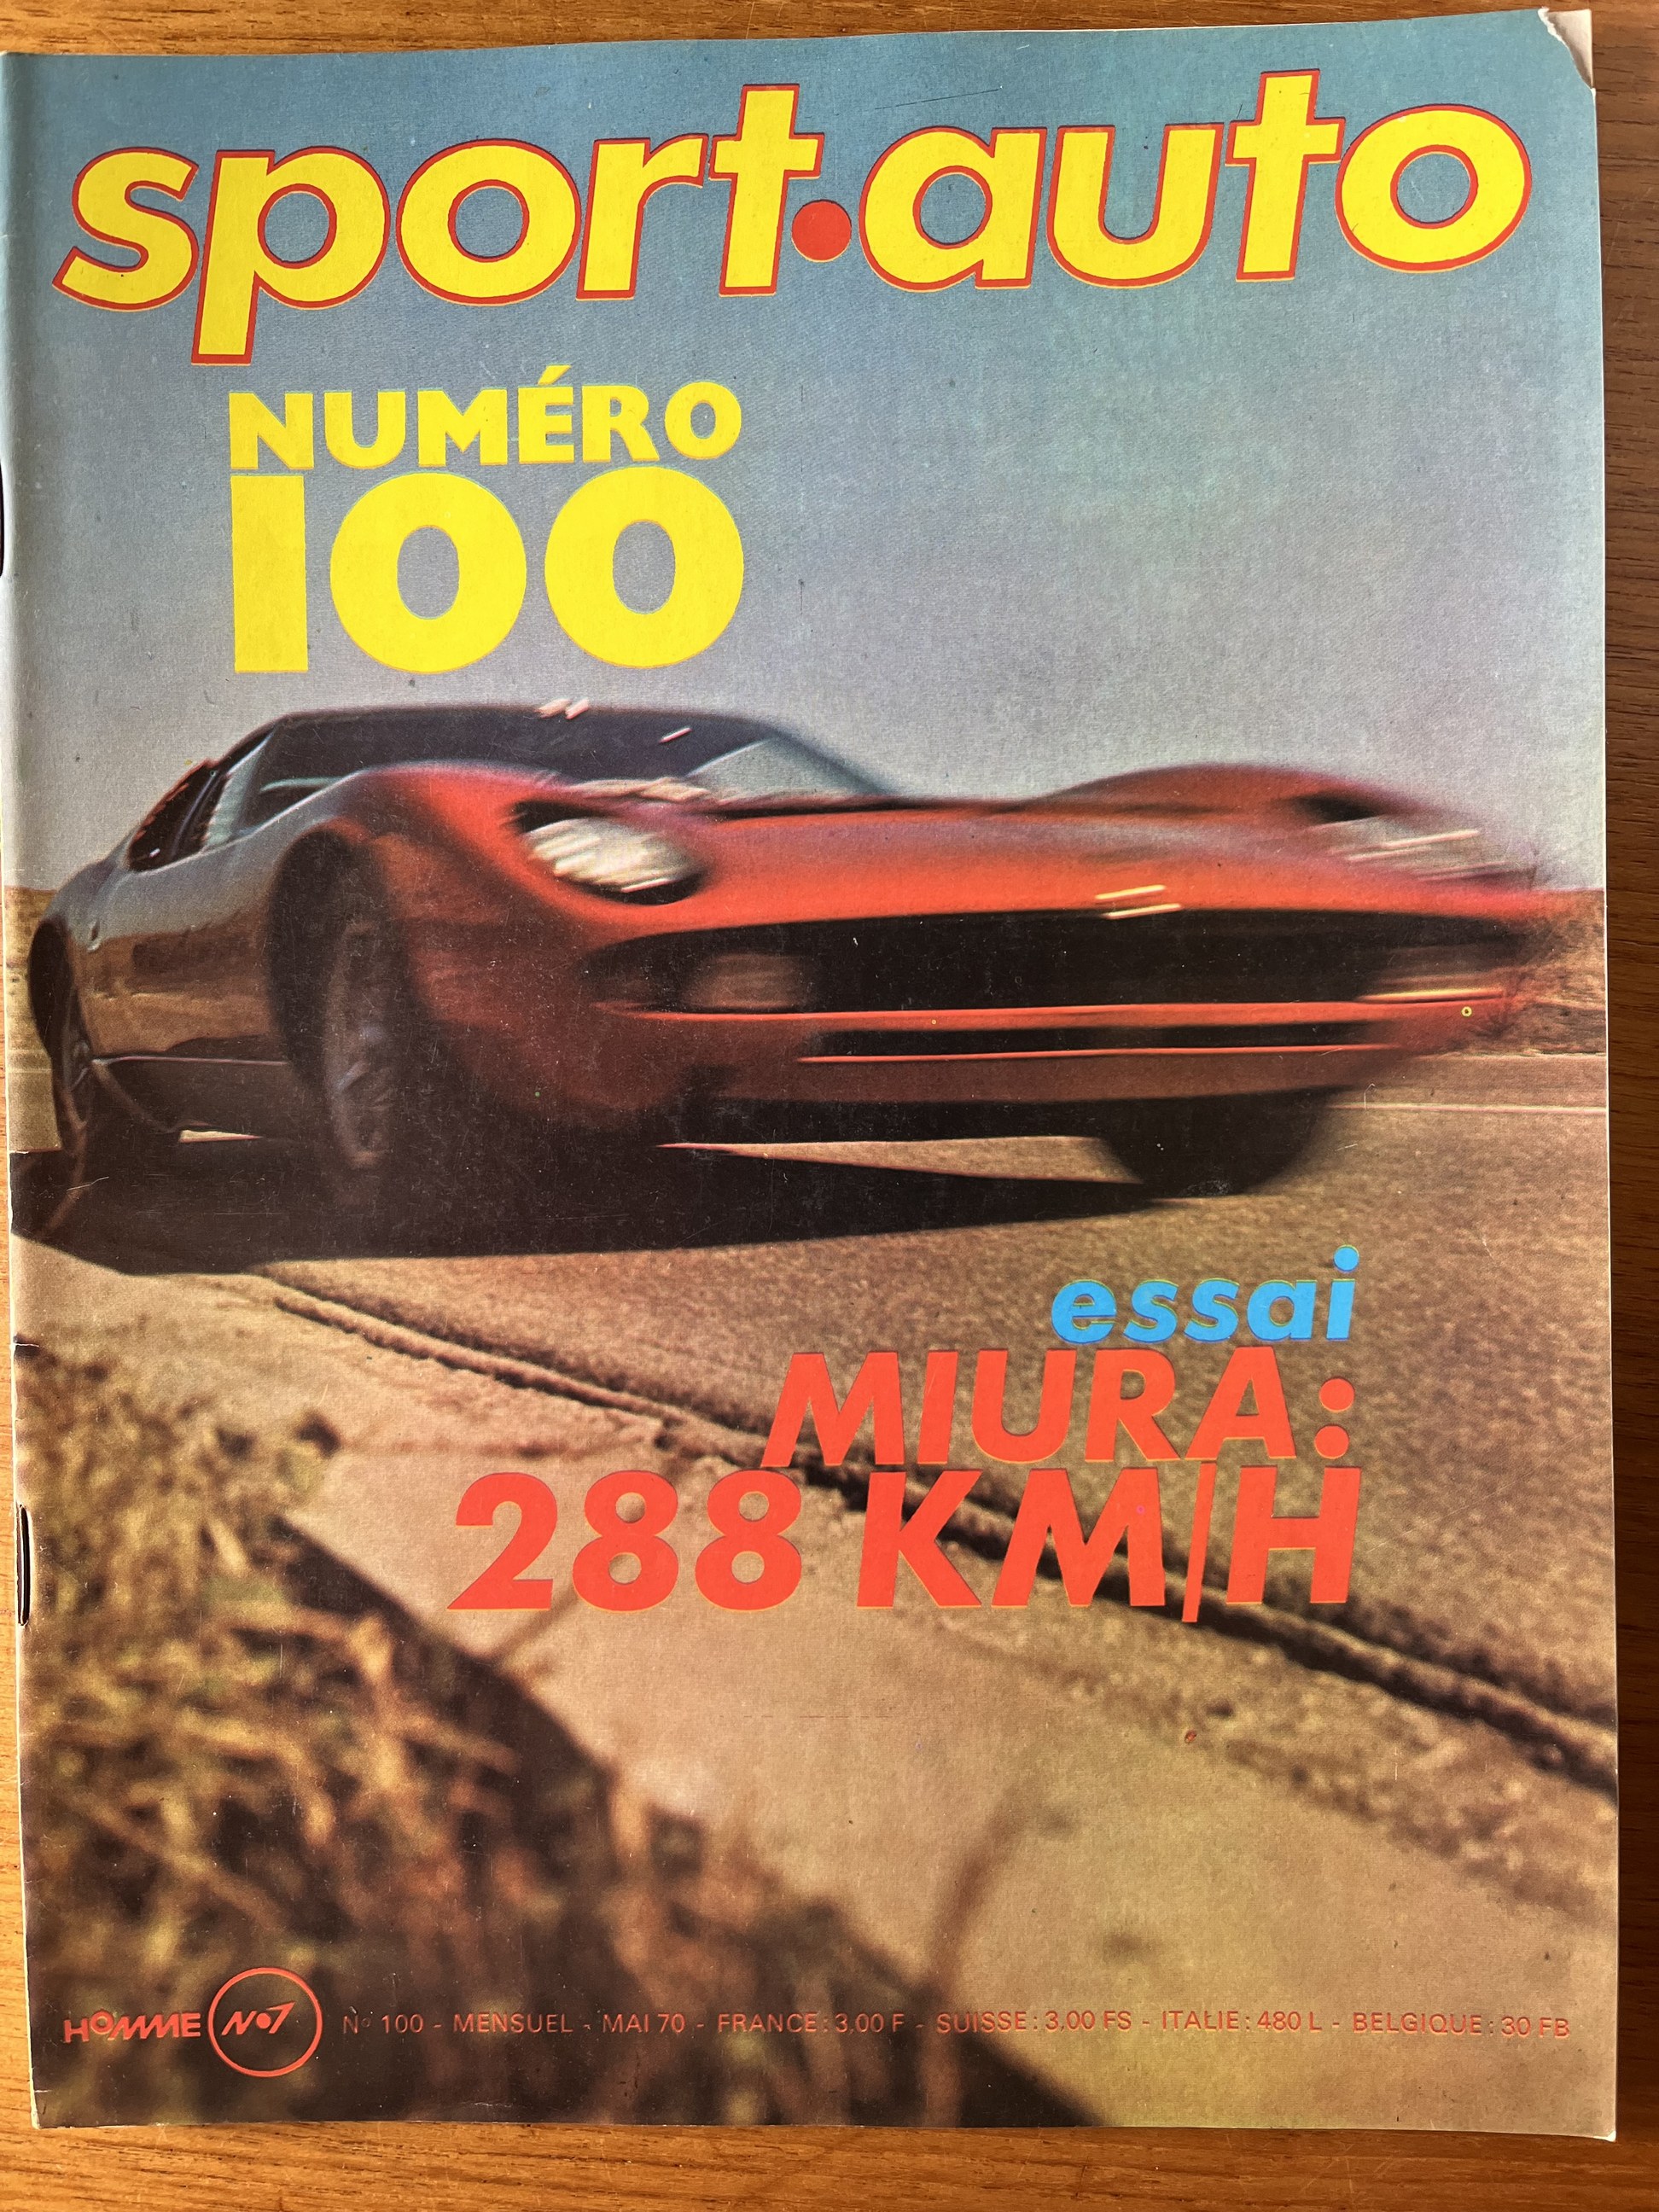 sport·auto
NUMÉRO
100
essai
MIURA:
288 KM/H
HOMME N°7 N° 100 - MENSUEL - MAI 70 - FRANCE : 3,00 F - SUISSE : 3,00 FS - ITALIE : 480 L - BELGIQUE : 30 FB